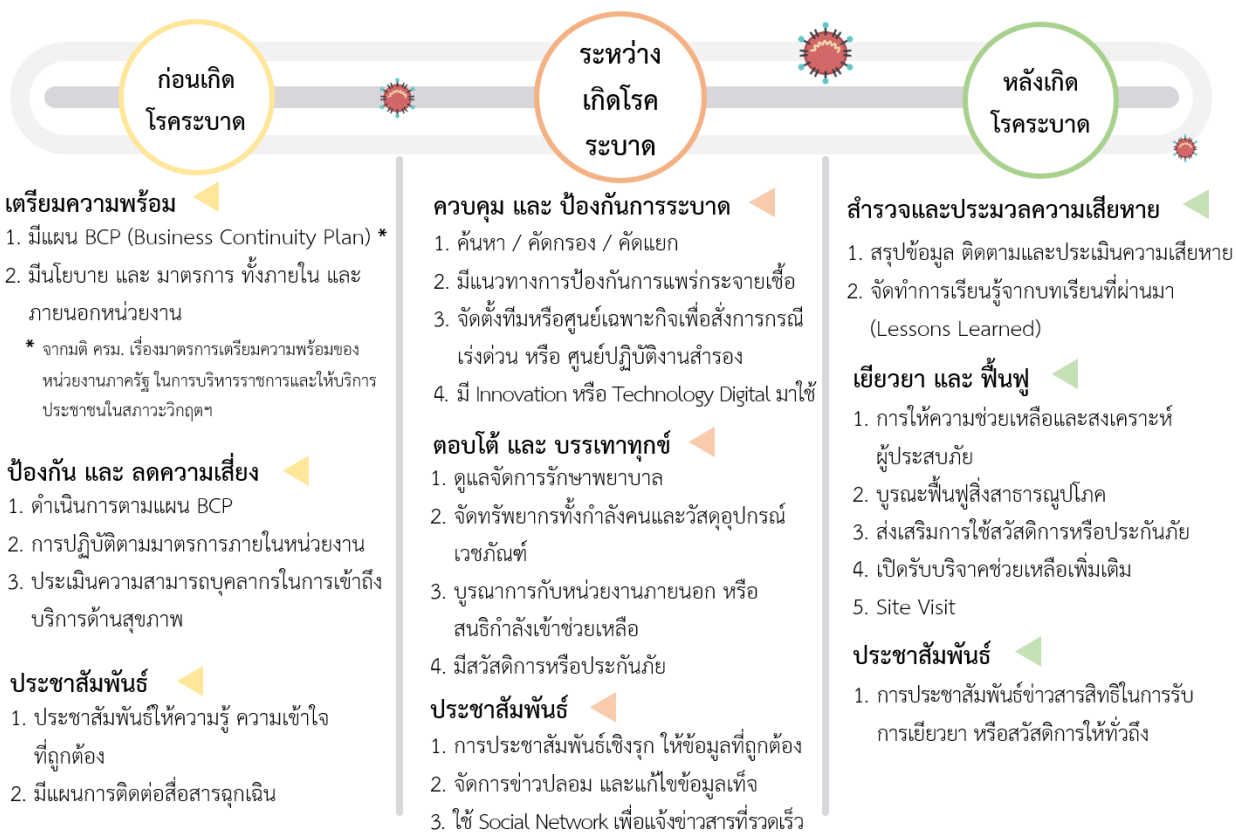 ก่อนเกิด
โรคระบาด
ระหว่าง
เกิดโรค
ระบาด
หลังเกิด
โรคระบาด
เตรียมความพร้อม
1. มีแผน BCP (Business Continuity Plan) *
2. มีนโยบาย และ มาตรการ ทั้งภายใน และ
ภายนอกหน่วยงาน
* จากมติ ครม. เรื่องมาตรการเตรียมความพร้อมของ
หน่วยงานภาครัฐ ในการบริหารราชการและให้บริการ
ประชาชนในสภาวะวิกฤตฯ
ป้องกัน และ ลดความเสี่ยง
1. ดำเนินการตามแผน BCP
2. การปฏิบัติตามมาตรการภายในหน่วยงาน
3. ประเมินความสามารถบุคลากรในการเข้าถึง
บริการด้านสุขภาพ
ประชาสัมพันธ์
1. ประชาสัมพันธ์ให้ความรู้ ความเข้าใจ
ที่ถูกต้อง
2. มีแผนการติดต่อสื่อสารฉุกเฉิน
ควบคุม และ ป้องกันการระบาด
1. ค้นหา / คัดกรอง / คัดแยก
2. มีแนวทางการป้องกันการแพร่กระจายเชื้อ
3. จัดตั้งทีมหรือศูนย์เฉพาะกิจเพื่อสั่งการกรณี
เร่งด่วน หรือ ศูนย์ปฏิบัติงานสำรอง
4. มี Innovation หรือ Technology Digital มาใช้
ตอบโต้ และ บรรเทาทุกข์
1. ดูแลจัดการรักษาพยาบาล
2. จัดทรัพยากรทั้งกำลังคนและวัสดุอุปกรณ์
เวชภัณฑ์
3. บูรณาการกับหน่วยงานภายนอก หรือ
สนธิกำลังเข้าช่วยเหลือ
4. มีสวัสดิการหรือประกันภัย
ประชาสัมพันธ์
1. การประชาสัมพันธ์เชิงรุก ให้ข้อมูลที่ถูกต้อง
2. จัดการข่าวปลอม และแก้ไขข้อมูลเท็จ
3. ใช้ Social Network เพื่อแจ้งข่าวสารที่รวดเร็ว
สำรวจและประมวลความเสียหาย
1. สรุปข้อมูล ติดตามและประเมินความเสียหาย
2. จัดทำการเรียนรู้จากบทเรียนที่ผ่านมา
(Lessons Learned)
เยียวยา และ ฟื้นฟู
1. การให้ความช่วยเหลือและสงเคราะห์
ผู้ประสบภัย
2. บูรณะฟื้นฟูสิ่งสาธารณูปโภค
3. ส่งเสริมการใช้สวัสดิการหรือประกันภัย
4. เปิดรับบริจาคช่วยเหลือเพิ่มเติม
5. Site Visit
ประชาสัมพันธ์
1. การประชาสัมพันธ์ข่าวสารสิทธิในการรับ
การเยียวยา หรือสวัสดิการให้ทั่วถึง